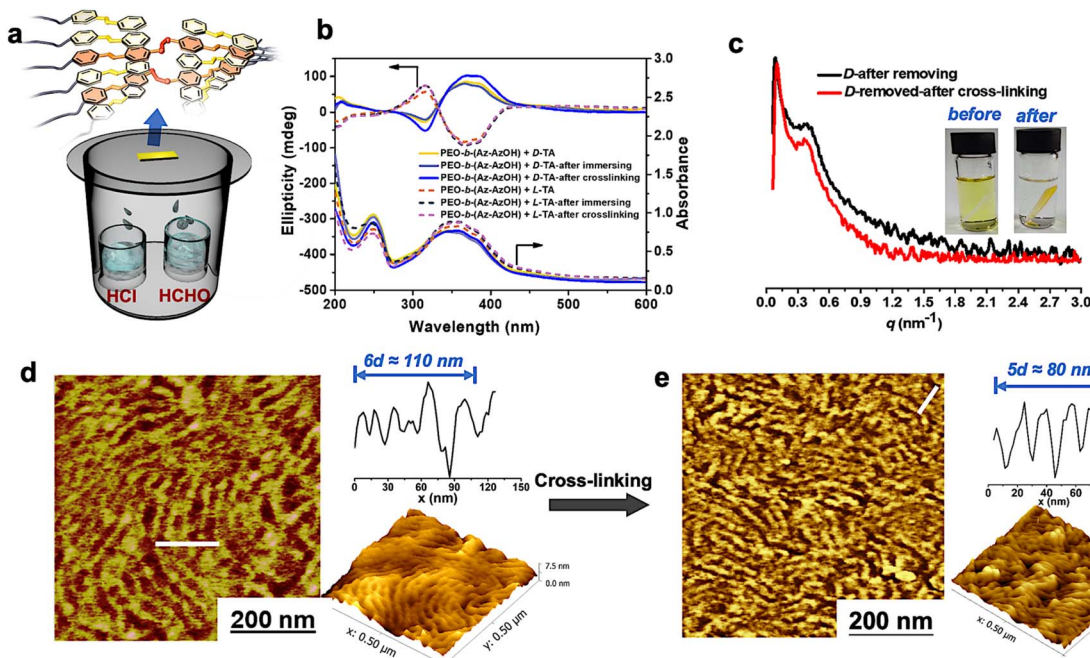 a
HCl
HCHO
b
Ellipticity (mdeg)
100
0
-100
-200
-300
-400
-500
3.0
2.5
2.0
1.5
1.0
0.5
0.0
Absorbance
PEO-b-(Az-AzOH) + D-TA
PEO-b-(Az-AzOH) + D-TA-after immersing
PEO-b-(Az-AzOH) + D-TA-after crosslinking
PEO-b-(Az-AzOH) + L-TA
PEO-b-(Az-AzOH) + L-TA-after immersing
PEO-b-(Az-AzOH) + L-TA-after crosslinking
200 300 400 500 600
Wavelength (nm)
c
D-after removing
D-removed-after cross-linking
before after
0.0 0.3 0.6 0.9 1.2 1.5 1.8 2.1 2.4 2.7 3.0
q (nm-1)
d
200 nm
6d ≈ 110 nm
0 30 60 90 120 150
x (nm)
7.5 nm
0.0 nm
x: 0.50 µm
y: 0.50 µm
Cross-linking
e
200 nm
5d ≈ 80 nm
0 20 40 60
x (nm)
x: 0.50 µm